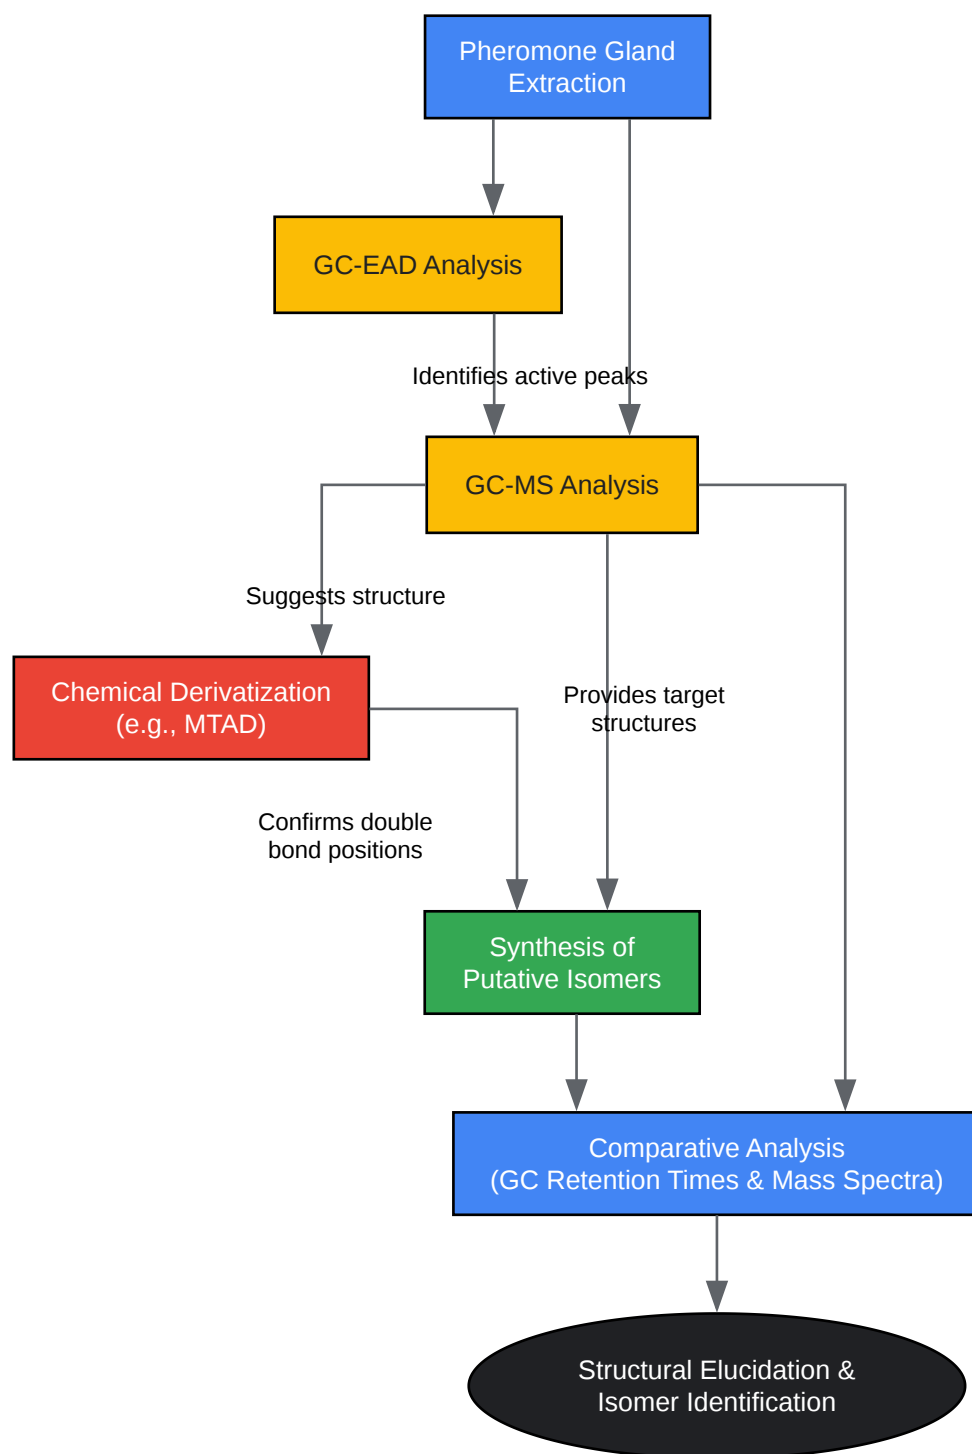 Pheromone Gland
Extraction
GC-EAD Analysis
Identifies active peaks
GC-MS Analysis
Suggests structure
Chemical Derivatization
(e.g., MTAD)
Provides target
structures
Confirms double
bond positions
Synthesis of
Putative Isomers
Comparative Analysis
(GC Retention Times & Mass Spectra)
Structural Elucidation &
Isomer Identification